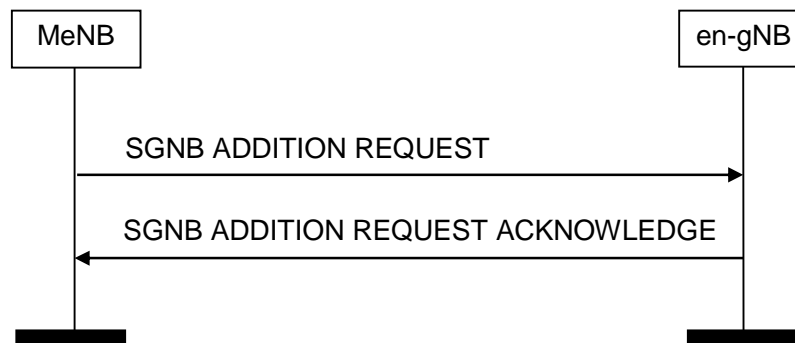 MeNB
en-gNB
SGNB ADDITION REQUEST
SGNB ADDITION REQUEST ACKNOWLEDGE